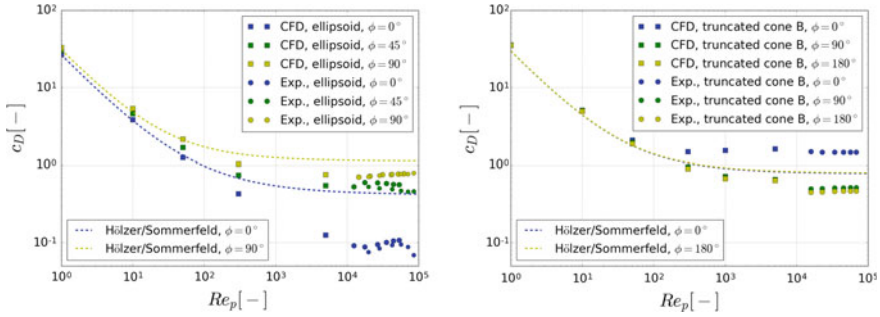 10²
10¹
10⁰
10⁻¹
c_D[−]
CFD, ellipsoid, ϕ=0°
CFD, ellipsoid, ϕ=45°
CFD, ellipsoid, ϕ=90°
Exp., ellipsoid, ϕ=0°
Exp., ellipsoid, ϕ=45°
Exp., ellipsoid, ϕ=90°
Hölzer/Sommerfeld, ϕ=0°
Hölzer/Sommerfeld, ϕ=90°
10⁰ 10¹ 10² 10³ 10⁴ 10⁵
Re_p[−]
10²
10¹
10⁰
10⁻¹
c_D[−]
CFD, truncated cone B, ϕ=0°
CFD, truncated cone B, ϕ=90°
CFD, truncated cone B, ϕ=180°
Exp., truncated cone B, ϕ=0°
Exp., truncated cone B, ϕ=90°
Exp., truncated cone B, ϕ=180°
Hölzer/Sommerfeld, ϕ=0°
Hölzer/Sommerfeld, ϕ=180°
10⁰ 10¹ 10² 10³ 10⁴ 10⁵
Re_p[−]